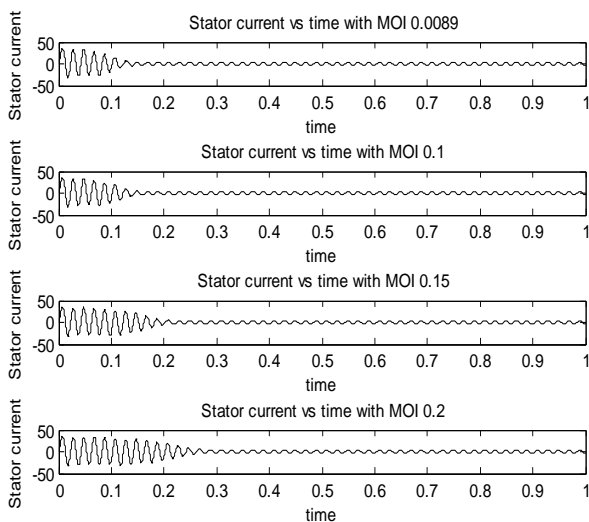 Stator current vs time with MOI 0.0089
Stator current
50
0
-50
0 0.1 0.2 0.3 0.4 0.5 0.6 0.7 0.8 0.9 1
time
Stator current vs time with MOI 0.1
Stator current
50
0
-50
0 0.1 0.2 0.3 0.4 0.5 0.6 0.7 0.8 0.9 1
time
Stator current vs time with MOI 0.15
Stator current
50
0
-50
0 0.1 0.2 0.3 0.4 0.5 0.6 0.7 0.8 0.9 1
time
Stator current vs time with MOI 0.2
Stator current
50
0
-50
0 0.1 0.2 0.3 0.4 0.5 0.6 0.7 0.8 0.9 1
time